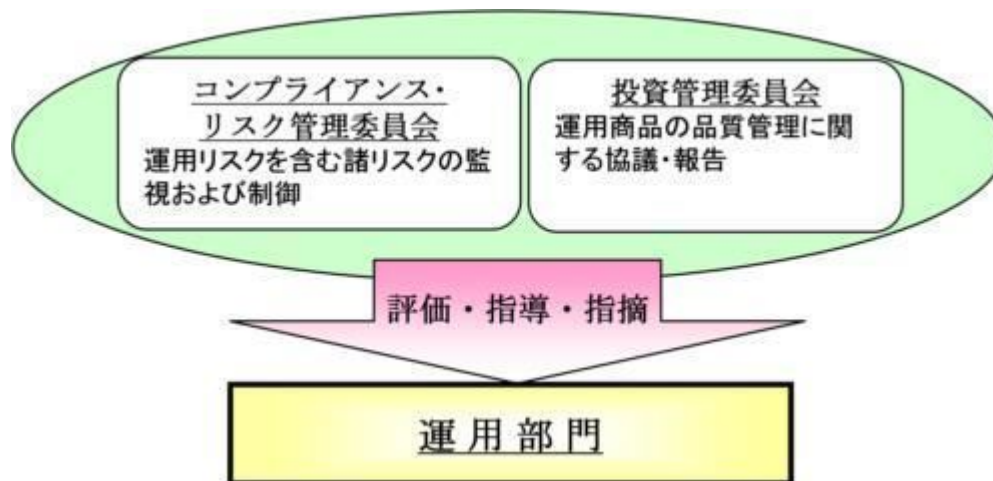 コンプライアンス・
リスク管理委員会
運用リスクを含む諸リスクの監
視および制御
投資管理委員会
運用商品の品質管理に関
する協議・報告
評価・指導・指摘
運用部門